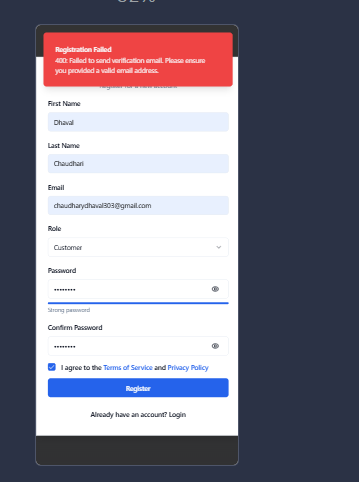 Registration Failed
400: Failed to send verification email. Please ensure
you provided a valid email address.
Register for a new account
First Name
Dhaval
Last Name
Chaudhari
Email
chaudharydhaval303@gmail.com
Role
Customer
Password
••••••••
Strong password
Confirm Password
••••••••
I agree to the Terms of Service and Privacy Policy
Register
Already have an account? Login